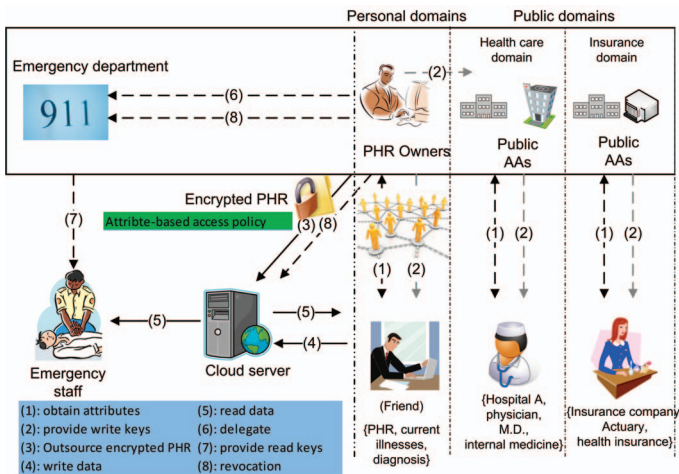 Personal domains
Public domains
Emergency department
911
(6)
(8)
(2)
PHR Owners
Health care
domain
Public
AAs
Insurance
domain
Public
AAs
Encrypted PHR
Attribte-based access policy
(3)
(8)
(7)
(1)
(2)
(1)
(2)
(1)
(2)
(5)
(5)
(4)
Emergency
staff
Cloud server
(Friend)
{PHR, current
illnesses,
diagnosis}
{Hospital A,
physician,
M.D.,
internal medicine}
{Insurance company,
Actuary,
health insurance}
(1): obtain attributes
(2): provide write keys
(3): Outsource encrypted PHR
(4): write data
(5): read data
(6): delegate
(7): provide read keys
(8): revocation